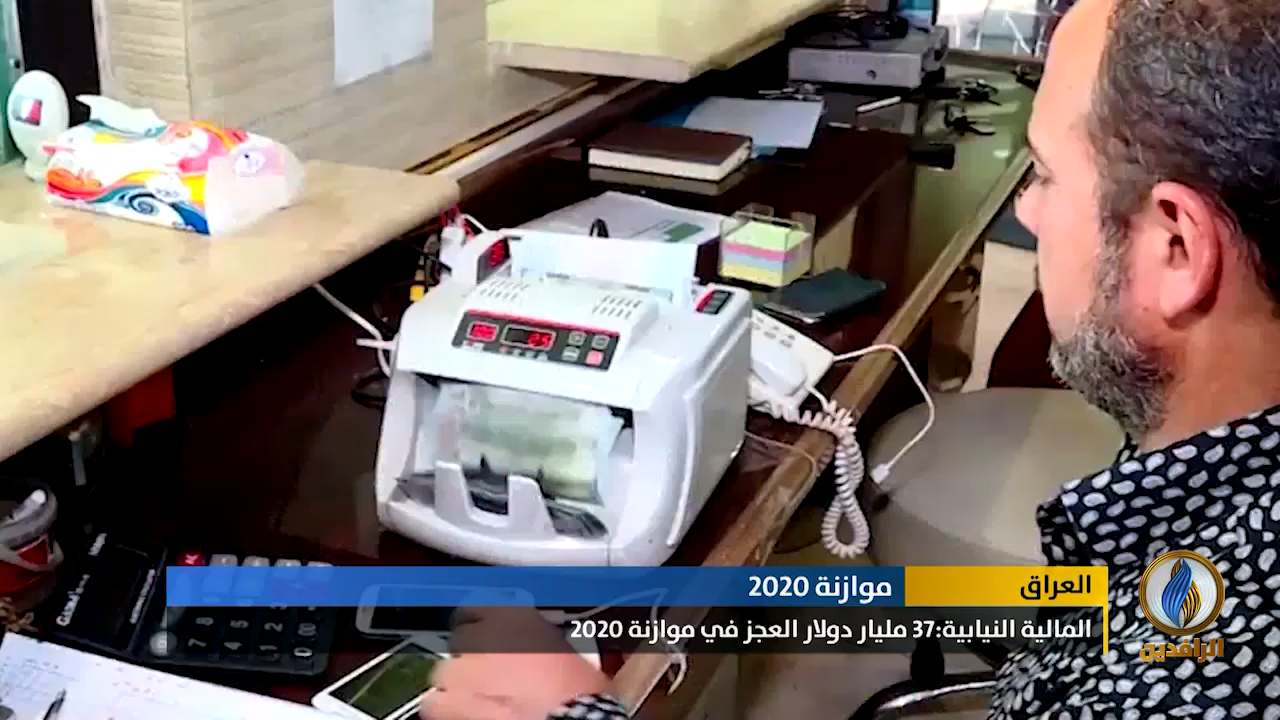 العراق
موازنة 2020
المالية النيابية:37 مليار دولار العجز في موازنة 2020
الرافدين